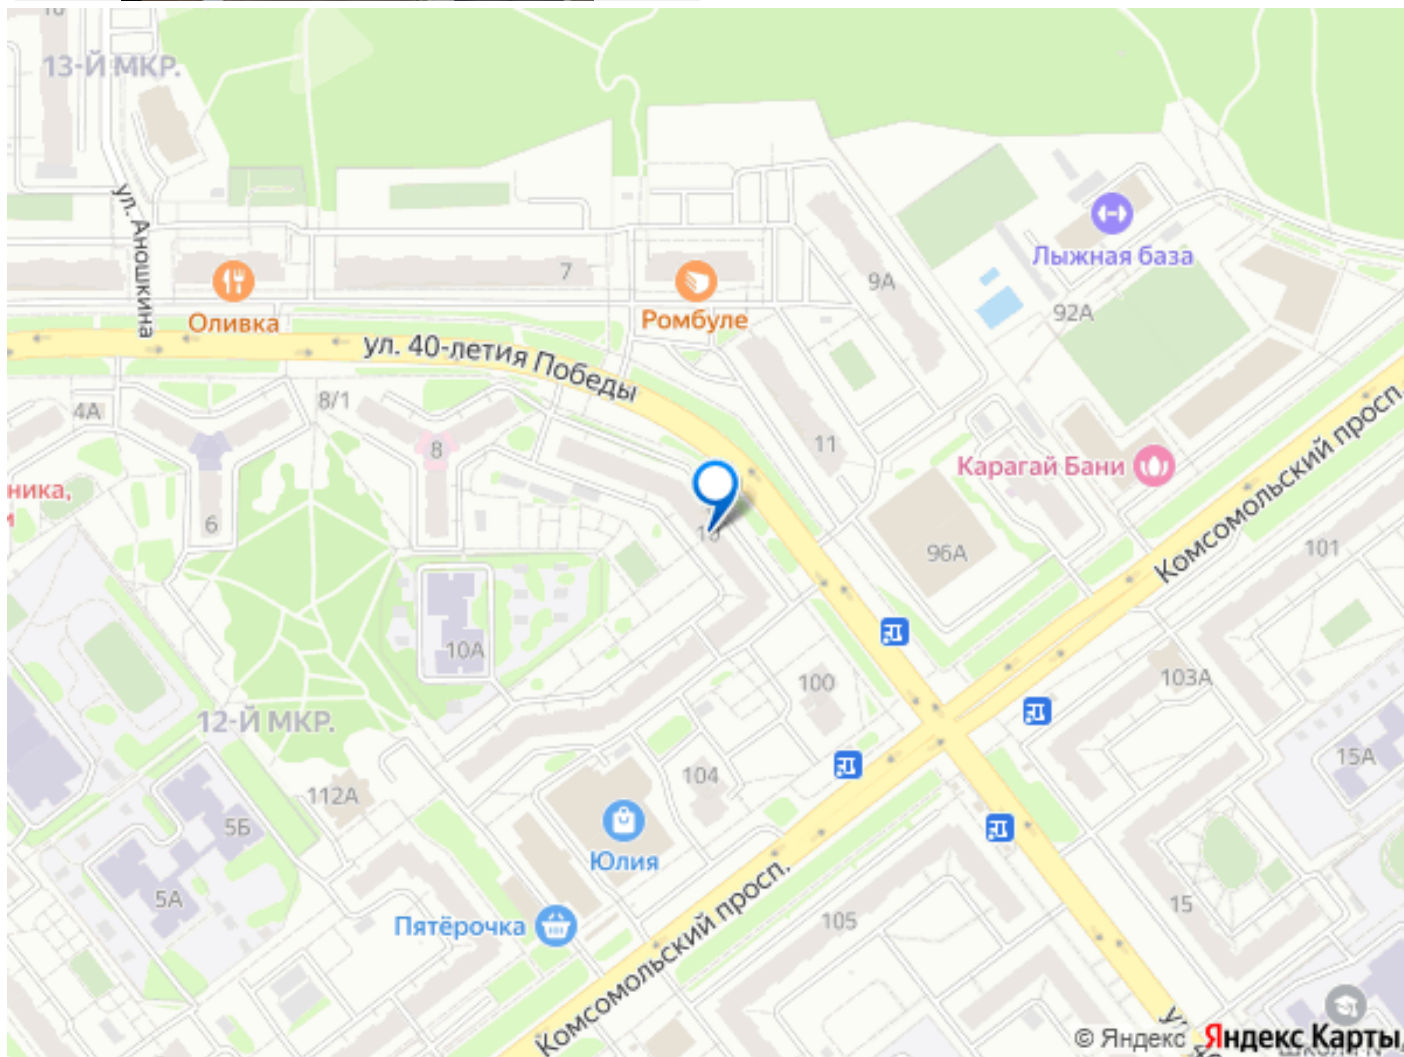 13-Й МКР.
ул. Аношкина
Оливка
7
Ромбуле
9А
Лыжная база
92А
ул. 40-летия Победы
4А
8/1
8
11
Карагай Бани
Комсомольский просп.
ника,
и
6
10
96А
101
10А
100
103А
12-Й МКР.
104
15А
112А
5Б
Юлия
5А
15
Пятёрочка
105
Комсомольский просп.
© Яндекс Яндекс Карты